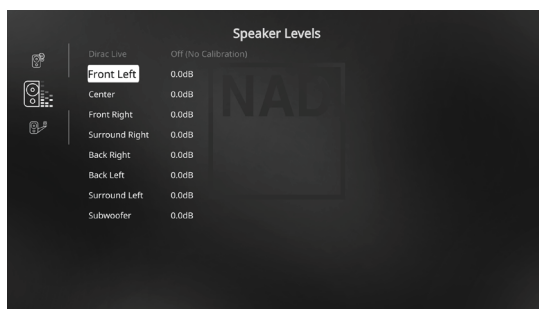 Speaker Levels
Dirac Live Off (No Calibration)
Front Left 0.0dB
Center 0.0dB
Front Right 0.0dB
Surround Right 0.0dB
Back Right 0.0dB
Back Left 0.0dB
Surround Left 0.0dB
Subwoofer 0.0dB
NAD